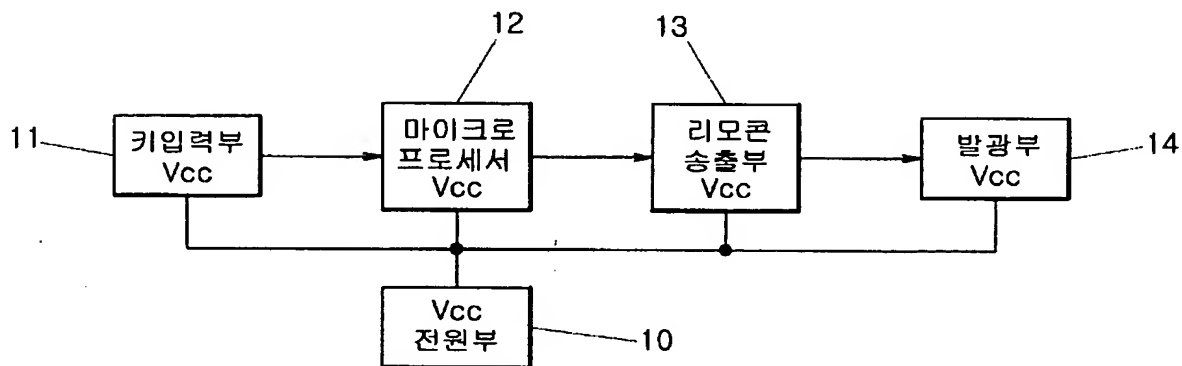 12
13
11
키입력부
Vcc
마이크로
프로세서
Vcc
리모콘
송출부
Vcc
발광부
Vcc
14
Vcc
전원부
10